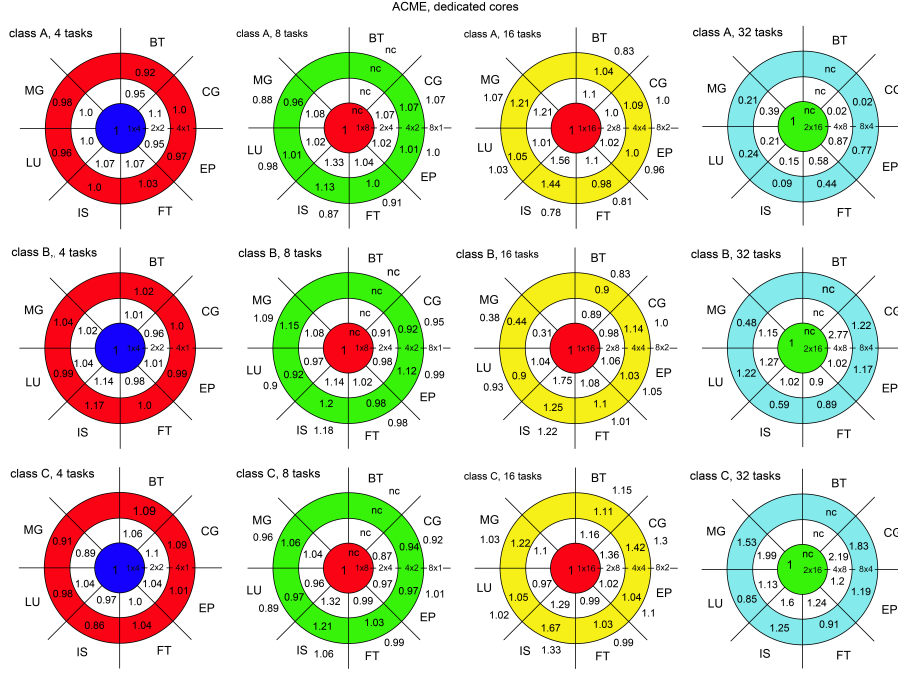 ACME, dedicated cores
class A, 4 tasks
BT
CG
EP
FT
IS
LU
MG
0.92
0.95
1.0
1.1
0.97
0.95
1.03
1.07
1.0
1.07
0.96
1.0
0.98
1.0
1
1x4
2x2
4x1
class A, 8 tasks
BT
CG
EP
FT
IS
LU
MG
nc
nc
nc
nc
1.07
1.07
1.07
1.0
1.01
1.02
0.91
1.0
1.04
0.87
1.13
1.33
0.98
1.01
1.02
0.88
0.96
1.08
1
1x8
2x4
4x2
8x1
class A, 16 tasks
BT
CG
EP
FT
IS
LU
MG
0.83
1.04
1.1
1.0
1.09
1.0
0.96
1.0
1.02
0.81
0.98
1.1
0.78
1.44
1.56
1.03
1.05
1.01
1.07
1.21
1.21
1
1x16
2x8
4x4
8x2
class A, 32 tasks
BT
CG
EP
FT
IS
LU
MG
nc
nc
nc
0.02
0.02
0.77
0.87
0.44
0.58
0.09
0.15
0.24
0.21
0.21
0.39
1
2x16
4x8
8x4
class B,. 4 tasks
BT
CG
EP
FT
IS
LU
MG
1.02
1.01
1.0
0.96
0.99
1.01
1.0
0.98
1.17
1.14
0.99
1.04
1.04
1.02
1
1x4
2x2
4x1
class B, 8 tasks
BT
CG
EP
FT
IS
LU
MG
nc
nc
nc
0.95
0.92
0.91
0.99
1.12
0.98
0.98
0.98
1.02
1.18
1.2
1.14
0.9
0.92
0.97
1.09
1.15
1.08
1
1x8
2x4
4x2
8x1
class B, 16 tasks
BT
CG
EP
FT
IS
LU
MG
0.83
0.9
0.89
1.0
1.14
0.98
1.05
1.03
1.06
1.01
1.1
1.08
1.22
1.25
1.75
0.93
0.9
1.04
0.38
0.44
0.31
1
1x16
2x8
4x4
8x2
class B, 32 tasks
BT
CG
EP
FT
IS
LU
MG
nc
nc
1.22
2.77
1.17
1.02
0.89
0.9
0.59
1.02
1.22
1.27
0.48
1.15
1
2x16
4x8
8x4
class C, 4 tasks
BT
CG
EP
FT
IS
LU
MG
1.09
1.06
1.09
1.1
1.01
1.04
1.04
1.0
0.86
0.97
0.98
1.04
0.91
0.89
1
1x4
2x2
4x1
class C, 8 tasks
BT
CG
EP
FT
IS
LU
MG
nc
nc
nc
0.92
0.94
0.87
1.01
0.97
0.97
0.99
1.03
0.99
1.06
1.21
1.32
0.89
0.97
0.96
0.96
1.06
1.04
1
1x8
2x4
4x2
8x1
class C, 16 tasks
BT
CG
EP
FT
IS
LU
MG
1.15
1.11
1.16
1.3
1.42
1.36
1.1
1.04
1.02
0.99
1.03
0.99
1.33
1.67
1.29
1.02
1.05
0.97
1.03
1.22
1.1
1
1x16
2x8
4x4
8x2
class C, 32 tasks
BT
CG
EP
FT
IS
LU
MG
nc
nc
nc
1.83
2.19
1.19
1.2
0.91
1.24
1.25
1.6
0.85
1.13
1.53
1.99
1
2x16
4x8
8x4